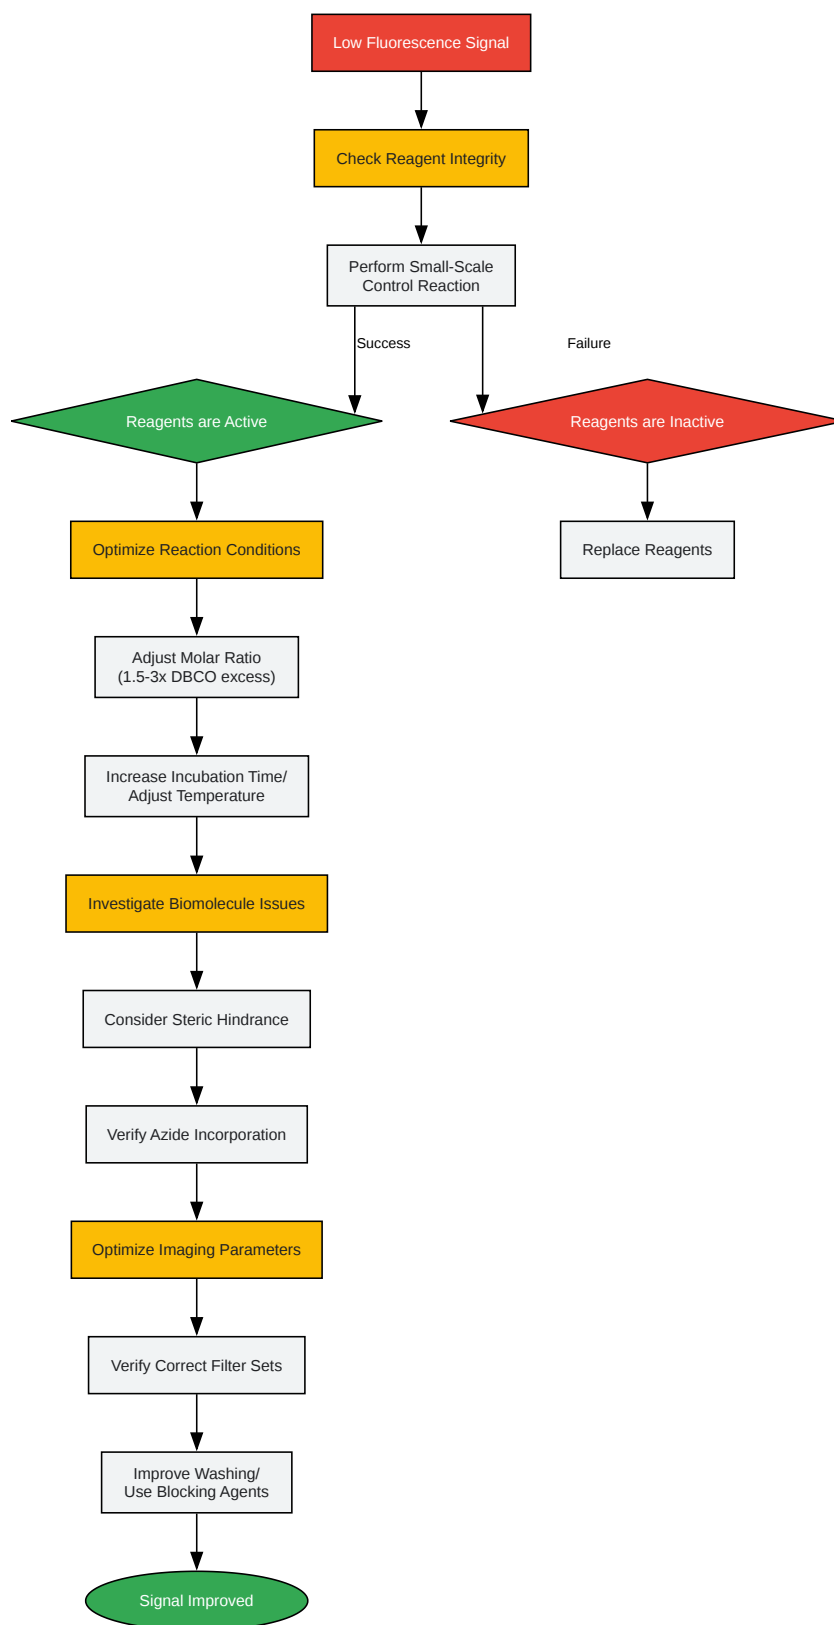 Low Fluorescence Signal
Check Reagent Integrity
Perform Small-Scale
Control Reaction
Success
Failure
Reagents are Active
Reagents are Inactive
Optimize Reaction Conditions
Replace Reagents
Adjust Molar Ratio
(1.5-3x DBCO excess)
Increase Incubation Time/
Adjust Temperature
Investigate Biomolecule Issues
Consider Steric Hindrance
Verify Azide Incorporation
Optimize Imaging Parameters
Verify Correct Filter Sets
Improve Washing/
Use Blocking Agents
Signal Improved